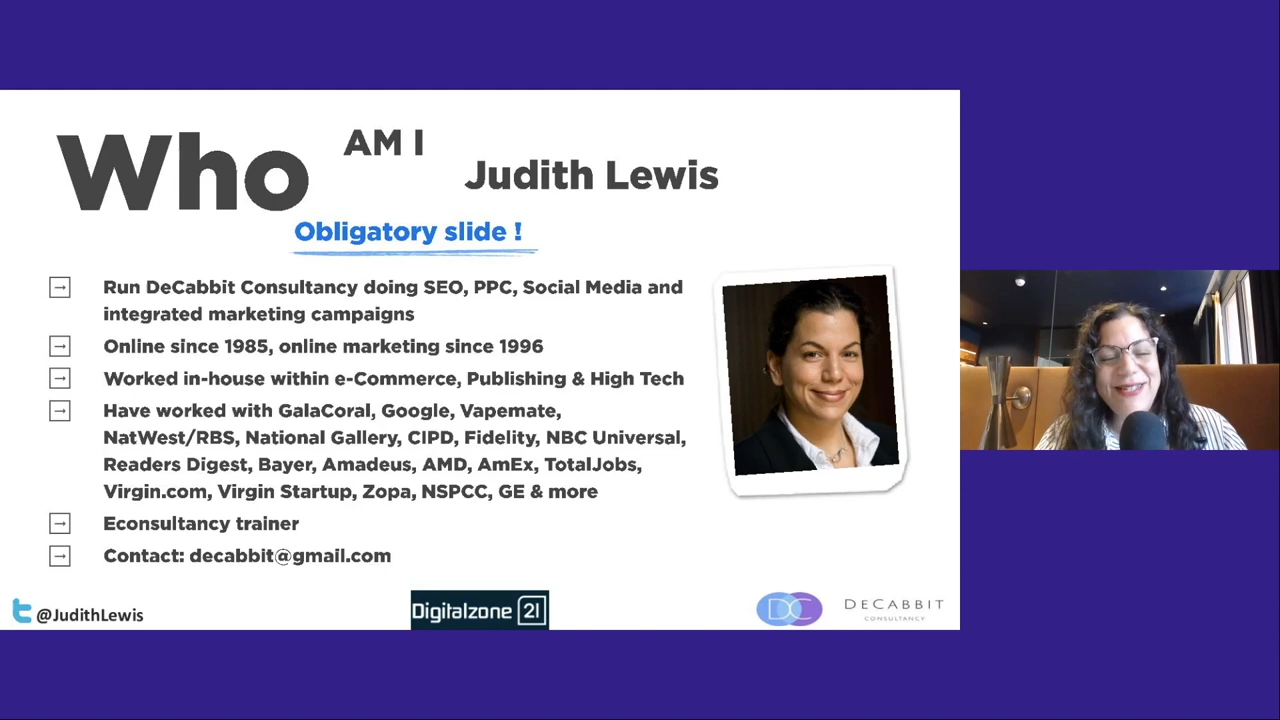 Who AM I
Judith Lewis
Obligatory slide !
Run DeCabbit Consultancy doing SEO, PPC, Social Media and
integrated marketing campaigns
Online since 1985, online marketing since 1996
Worked in-house within e-Commerce, Publishing & High Tech
Have worked with GalaCoral, Google, Vapemate,
NatWest/RBS, National Gallery, CIPD, Fidelity, NBC Universal,
Readers Digest, Bayer, Amadeus, AMD, AmEx, TotalJobs,
Virgin.com, Virgin Startup, Zopa, NSPCC, GE & more
Econsultancy trainer
Contact: decabbit@gmail.com
@JudithLewis
Digitalzone 21
DC DECABBIT
CONSULTANCY